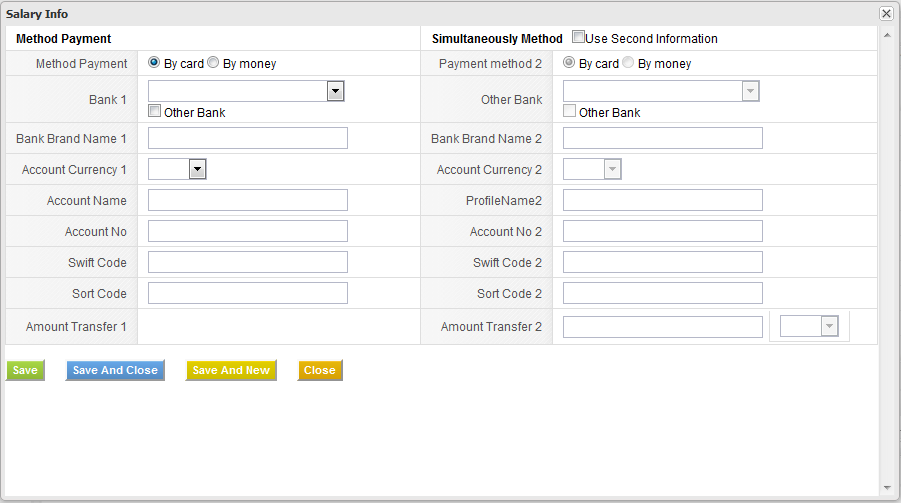 Salary Info
Method Payment
Simultaneously Method Use Second Information
Method Payment By card By money
Payment method 2 By card By money
Bank 1
Other Bank
Other Bank
Other Bank
Bank Brand Name 1
Bank Brand Name 2
Account Currency 1
Account Currency 2
Account Name
ProfileName2
Account No
Account No 2
Swift Code
Swift Code 2
Sort Code
Sort Code 2
Amount Transfer 1
Amount Transfer 2
Save Save And Close Save And New Close